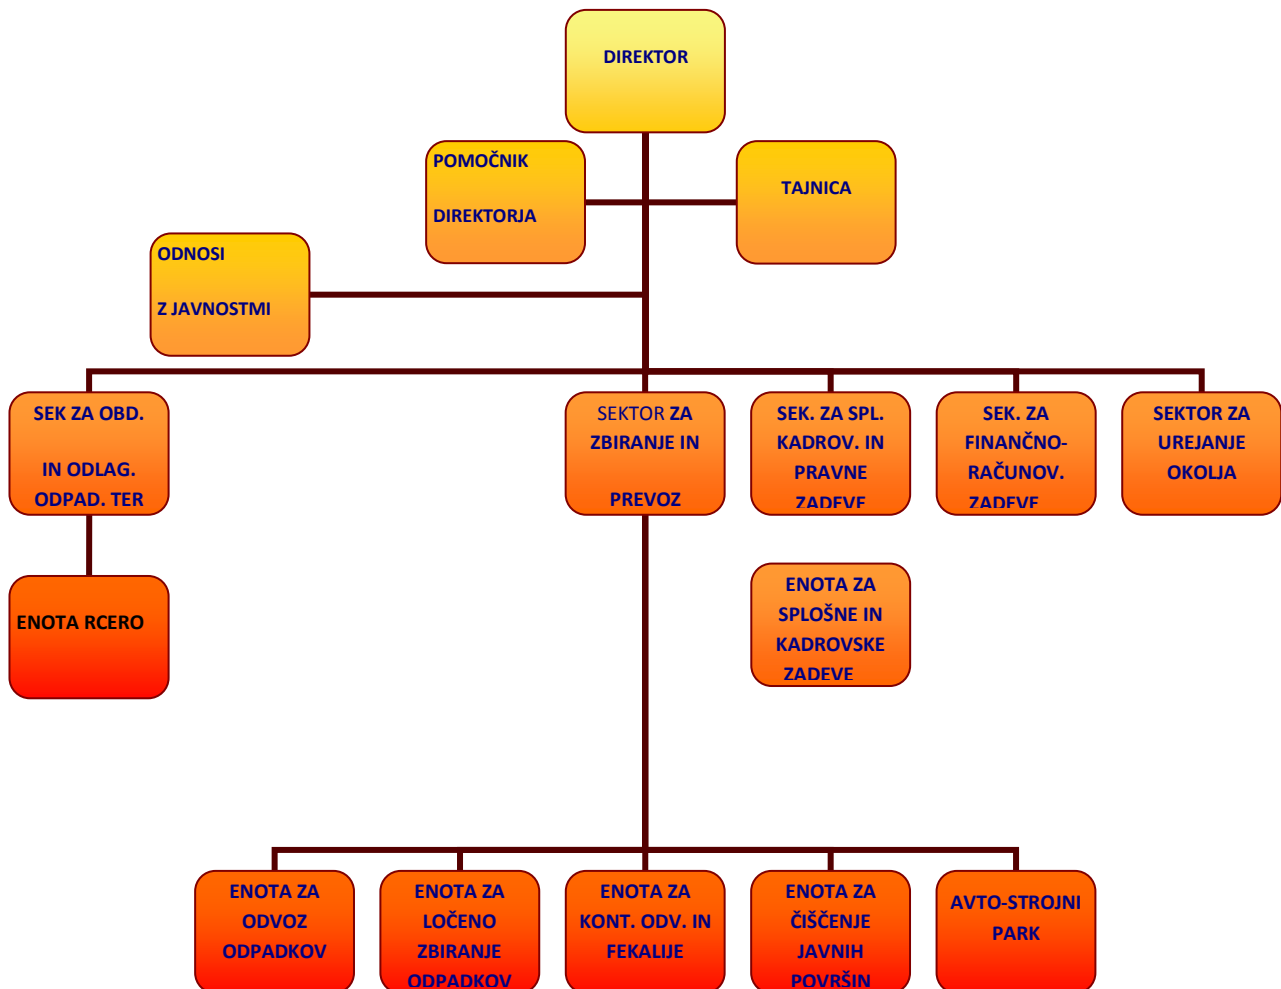 DIREKTOR
POMOČNIK
DIREKTORJA
TAJNICA
ODNOSI
Z JAVNOSTMI
SEK ZA OBD.
IN ODLAG.
ODPAD. TER
SEKTOR ZA
ZBIRANJE IN
PREVOZ
SEK. ZA SPL.
KADROV. IN
PRAVNE
ZADEVE
SEK. ZA
FINANČNO-
RAČUNOV.
ZADEVE
SEKTOR ZA
UREJANJE
OKOLJA
ENOTA RCERO
ENOTA ZA
SPLOŠNE IN
KADROVSKE
ZADEVE
ENOTA ZA
ODVOZ
ODPADKOV
ENOTA ZA
LOČENO
ZBIRANJE
ODPADKOV
ENOTA ZA
KONT. ODV. IN
FEKALIJE
ENOTA ZA
ČIŠČENJE
JAVNIH
POVRŠIN
AVTO-STROJNI
PARK